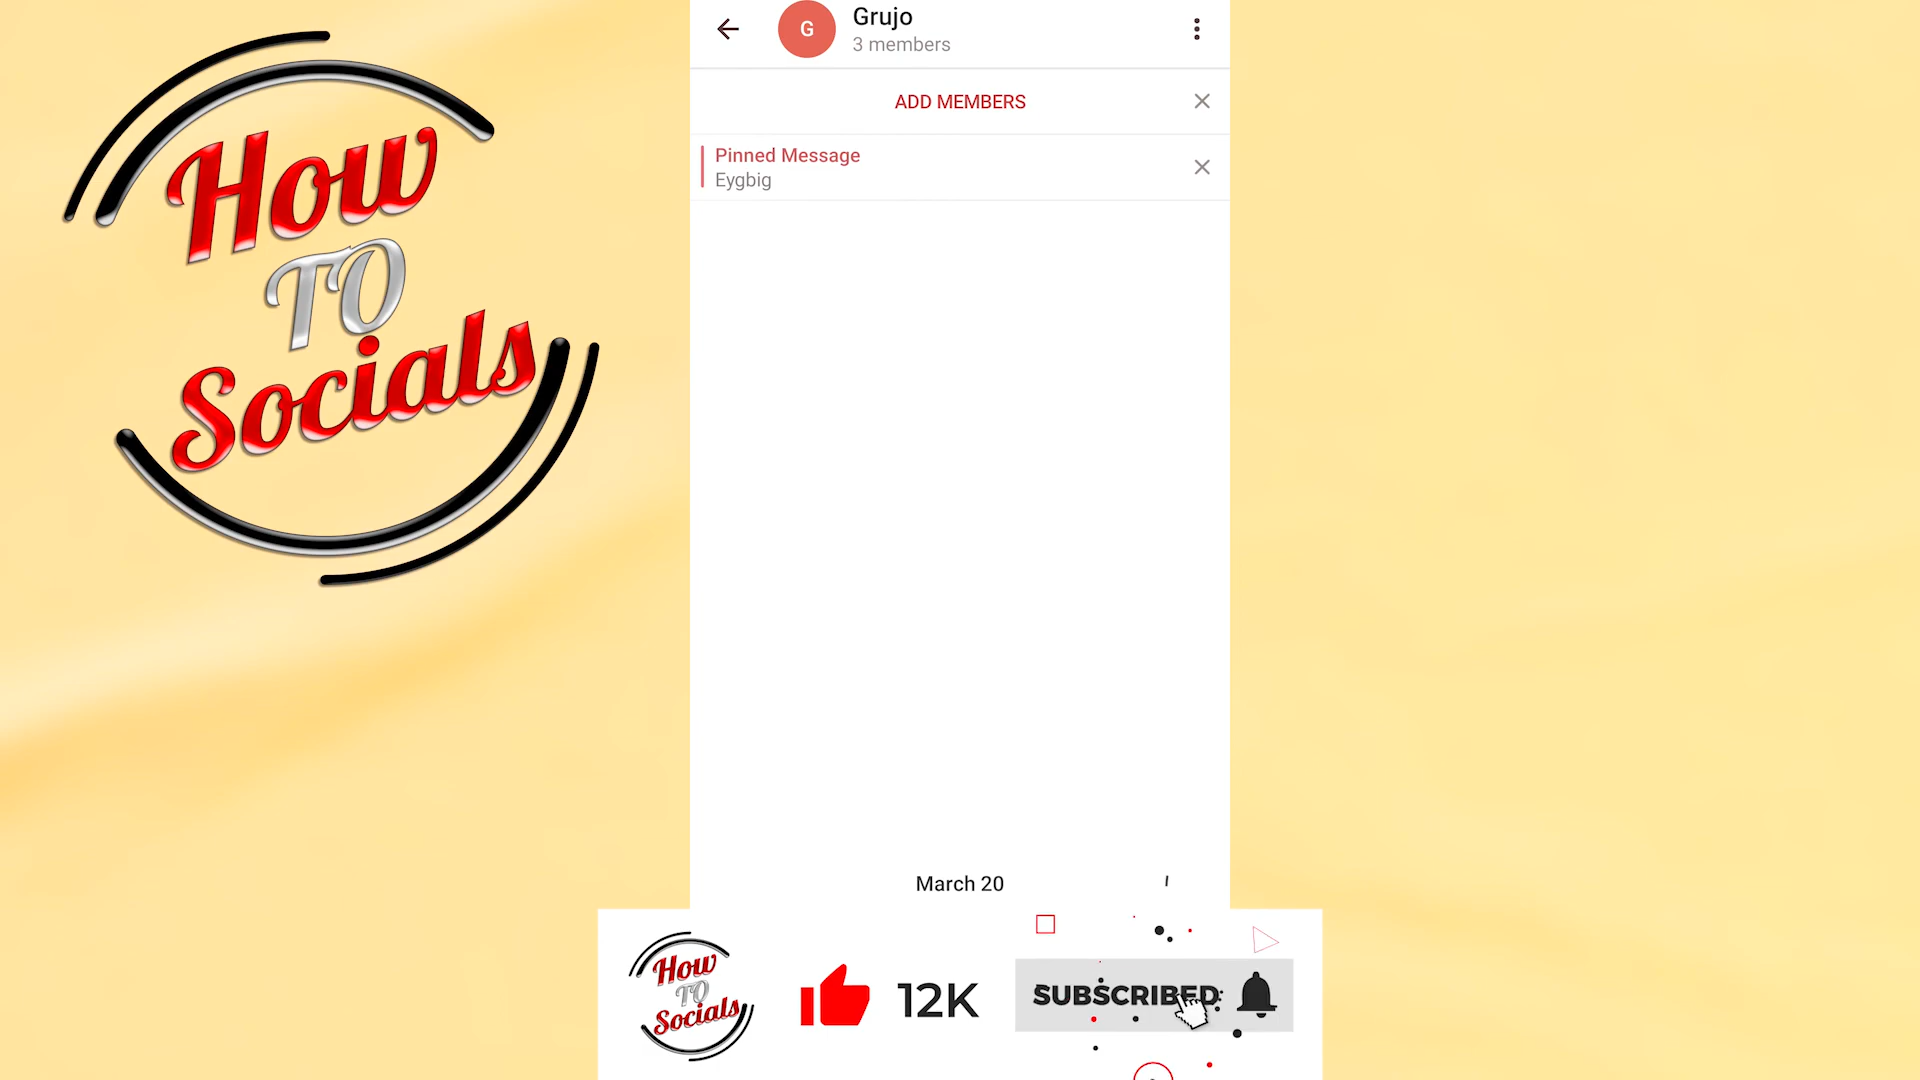 How
TO
Socials
G
Grujo
3 members
ADD MEMBERS
Pinned Message
Eygbig
March 20
How
TO
Socials
12K
SUBSCRIBED